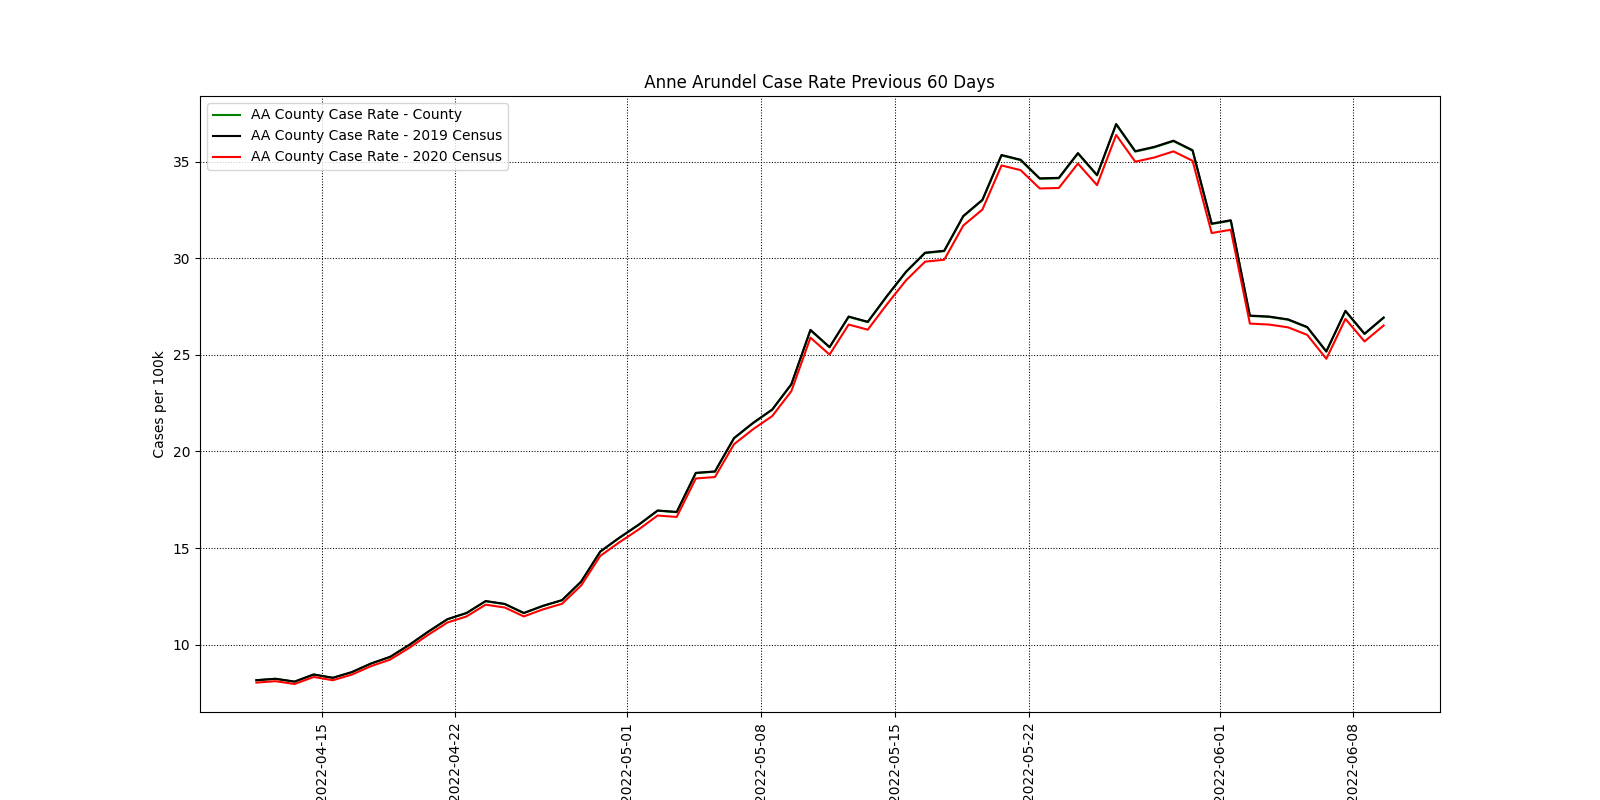 Anne Arundel Case Rate Previous 60 Days
AA County Case Rate - County
AA County Case Rate - 2019 Census
AA County Case Rate - 2020 Census
Cases per 100k
35
30
25
20
15
10
2022-04-15
2022-04-22
2022-05-01
2022-05-08
2022-05-15
2022-05-22
2022-06-01
2022-06-08